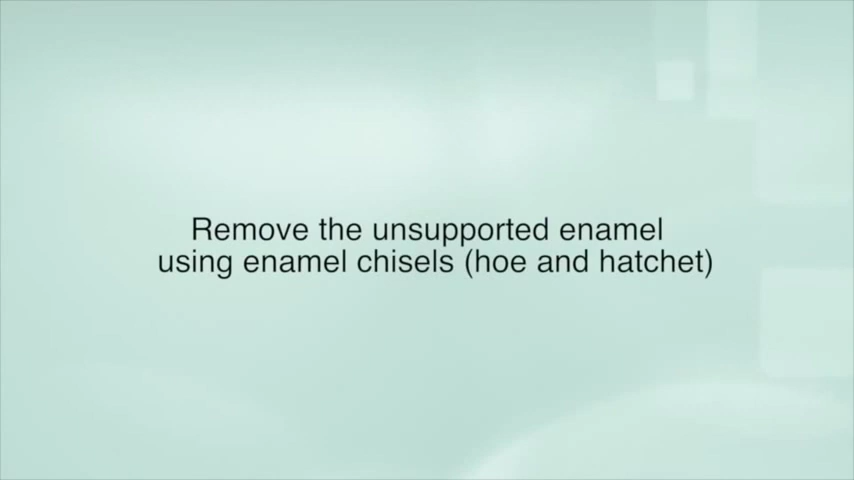 Remove the unsupported enamel
using enamel chisels (hoe and hatchet)